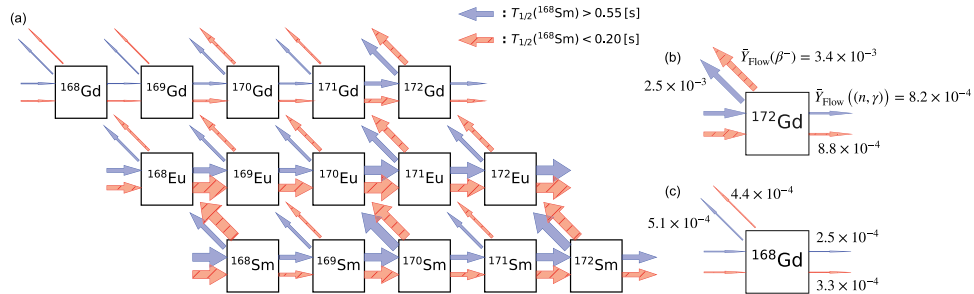 (a)
: T₁/₂(¹⁶⁸Sm) > 0.55 [s]
: T₁/₂(¹⁶⁸Sm) < 0.20 [s]
¹⁶⁸Gd ¹⁶⁹Gd ¹⁷⁰Gd ¹⁷¹Gd ¹⁷²Gd
¹⁶⁸Eu ¹⁶⁹Eu ¹⁷⁰Eu ¹⁷¹Eu ¹⁷²Eu
¹⁶⁸Sm ¹⁶⁹Sm ¹⁷⁰Sm ¹⁷¹Sm ¹⁷²Sm
(b)
Ȳ_Flow(β⁻) = 3.4 × 10⁻³
2.5 × 10⁻³
Ȳ_Flow((n, γ)) = 8.2 × 10⁻⁴
¹⁷²Gd
8.8 × 10⁻⁴
(c)
4.4 × 10⁻⁴
5.1 × 10⁻⁴
2.5 × 10⁻⁴
¹⁶⁸Gd
3.3 × 10⁻⁴